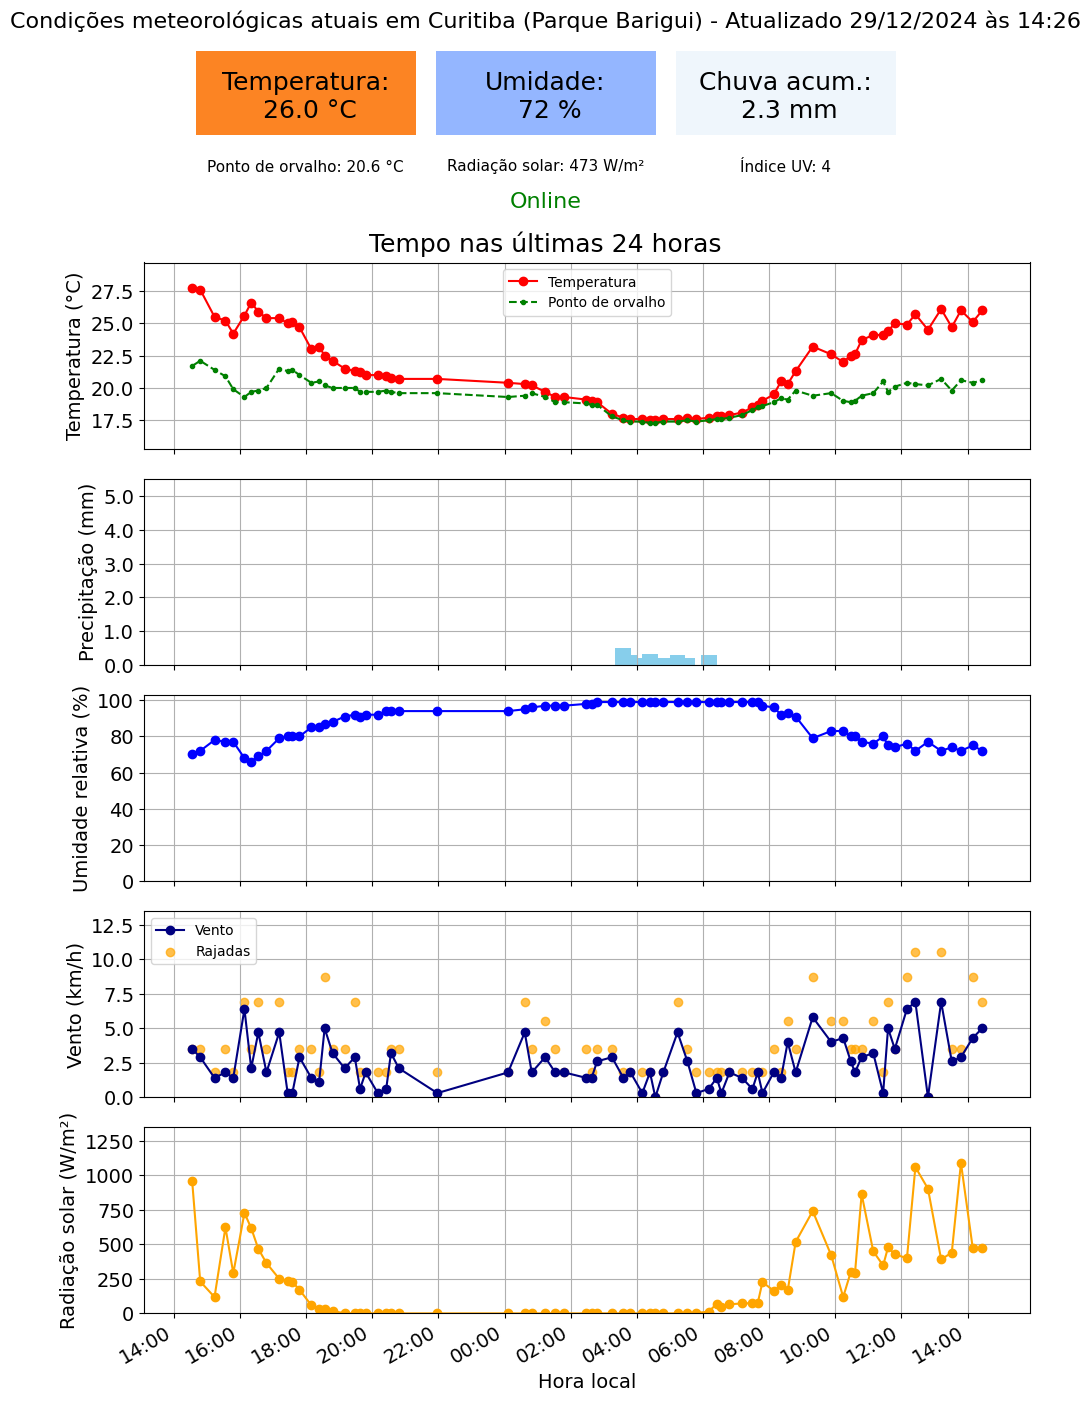 Condições meteorológicas atuais em Curitiba (Parque Barigui) - Atualizado 29/12/2024 às 14:26
Temperatura:
26.0 °C
Umidade:
72 %
Chuva acum.:
2.3 mm
Ponto de orvalho: 20.6 °C
Radiação solar: 473 W/m²
Índice UV: 4
Online
Tempo nas últimas 24 horas
Temperatura (°C)
27.5
25.0
22.5
20.0
17.5
Temperatura
Ponto de orvalho
Precipitação (mm)
5.0
4.0
3.0
2.0
1.0
0.0
Umidade relativa (%)
100
80
60
40
20
0
Vento (km/h)
12.5
10.0
7.5
5.0
2.5
0.0
Vento
Rajadas
Radiação solar (W/m²)
1250
1000
750
500
250
0
14:00
16:00
18:00
20:00
22:00
00:00
02:00
04:00
06:00
08:00
10:00
12:00
14:00
Hora local